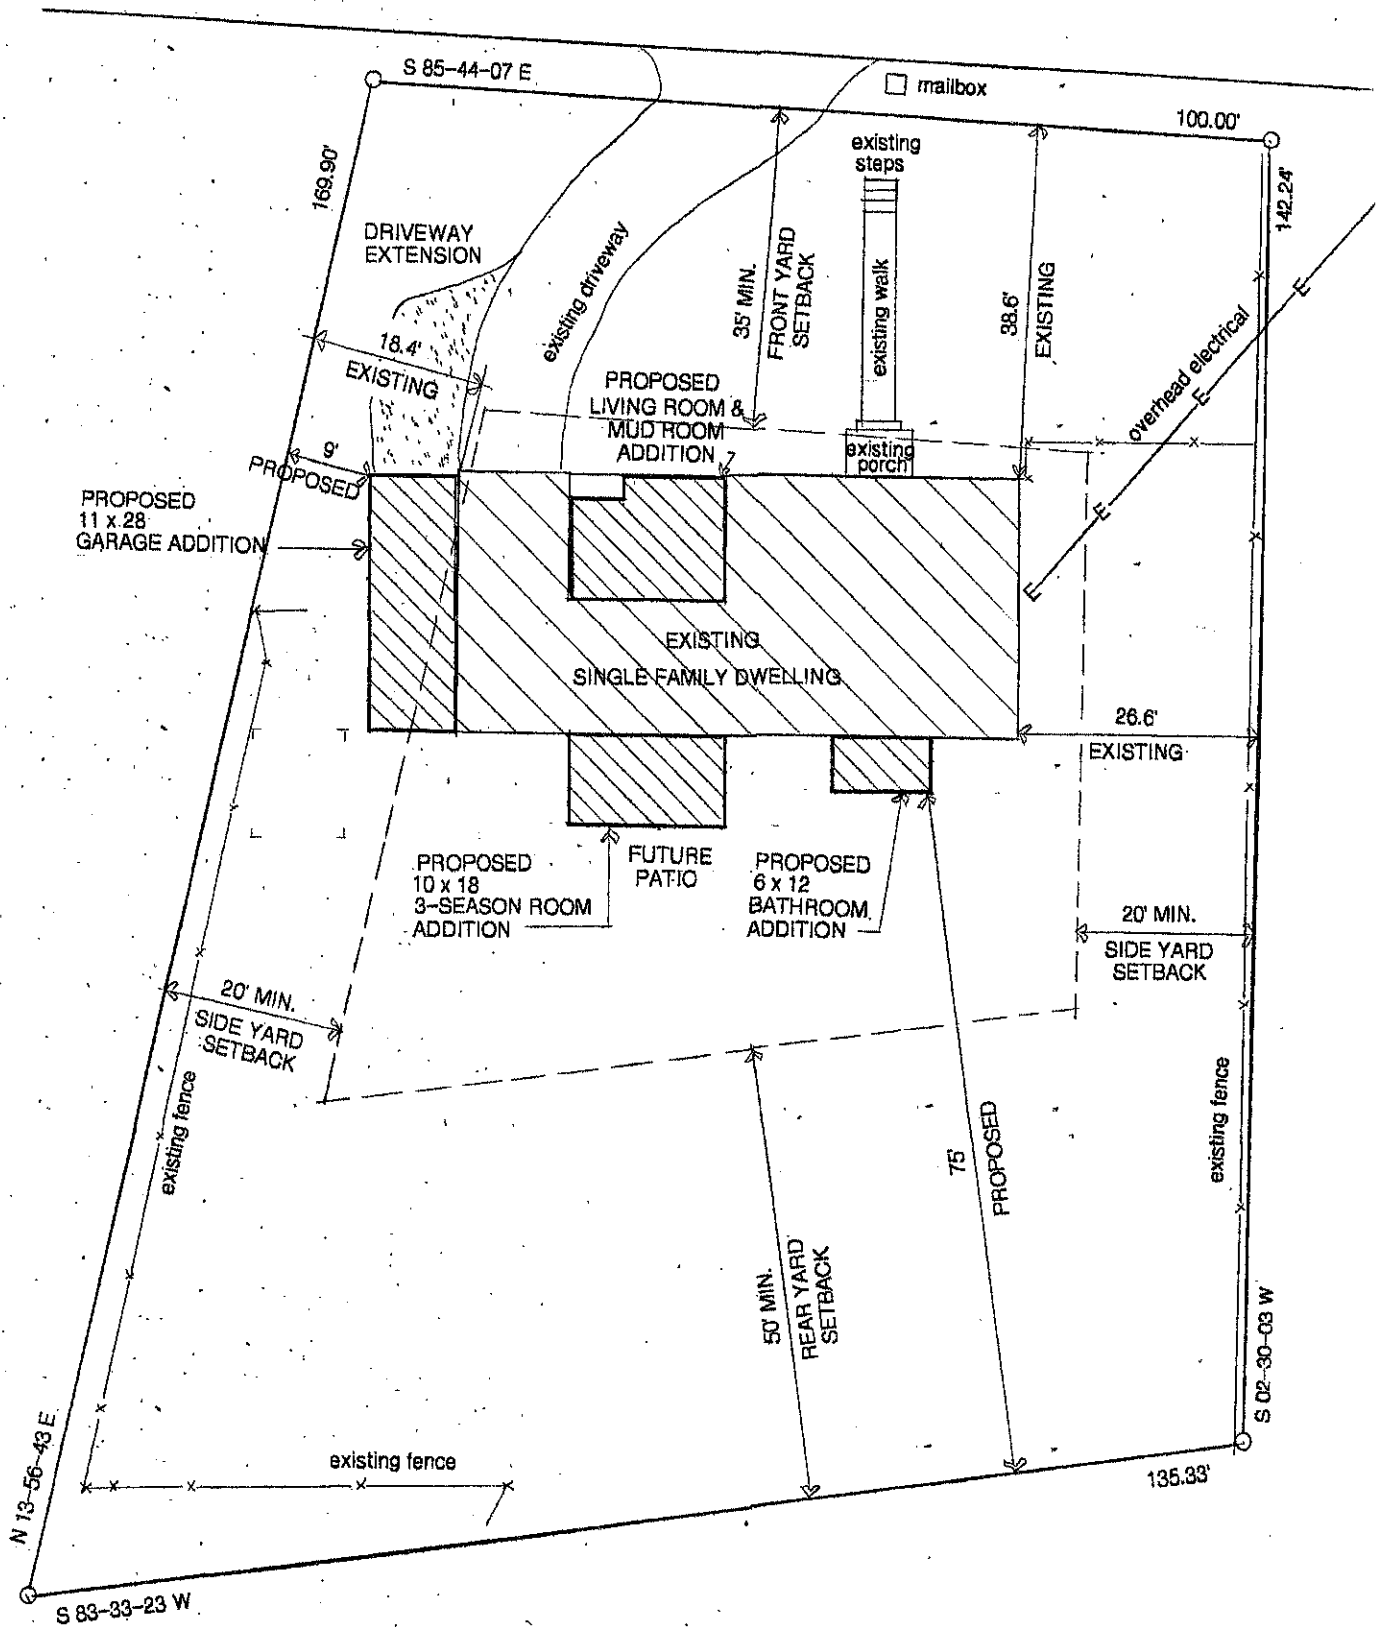 S 85-44-07 E
mailbox
100.00'
169.90'
142.24'
existing
steps
DRIVEWAY
EXTENSION
existing driveway
35' MIN.
FRONT YARD
SETBACK
existing walk
38.6'
EXISTING
overhead electrical
E
E
E
E
18.4'
EXISTING
PROPOSED
LIVING ROOM &
MUD ROOM
ADDITION
existing
porch
9'
PROPOSED
PROPOSED
11 x 28
GARAGE ADDITION
EXISTING
SINGLE FAMILY DWELLING
26.6'
EXISTING
PROPOSED
10 x 18
3-SEASON ROOM
ADDITION
FUTURE
PATIO
PROPOSED
6 x 12
BATHROOM
ADDITION
20' MIN.
SIDE YARD
SETBACK
20' MIN.
SIDE YARD
SETBACK
existing fence
existing fence
75'
PROPOSED
50' MIN.
REAR YARD
SETBACK
S 02-30-03 W
N 13-56-43 E
existing fence
135.33'
S 83-33-23 W